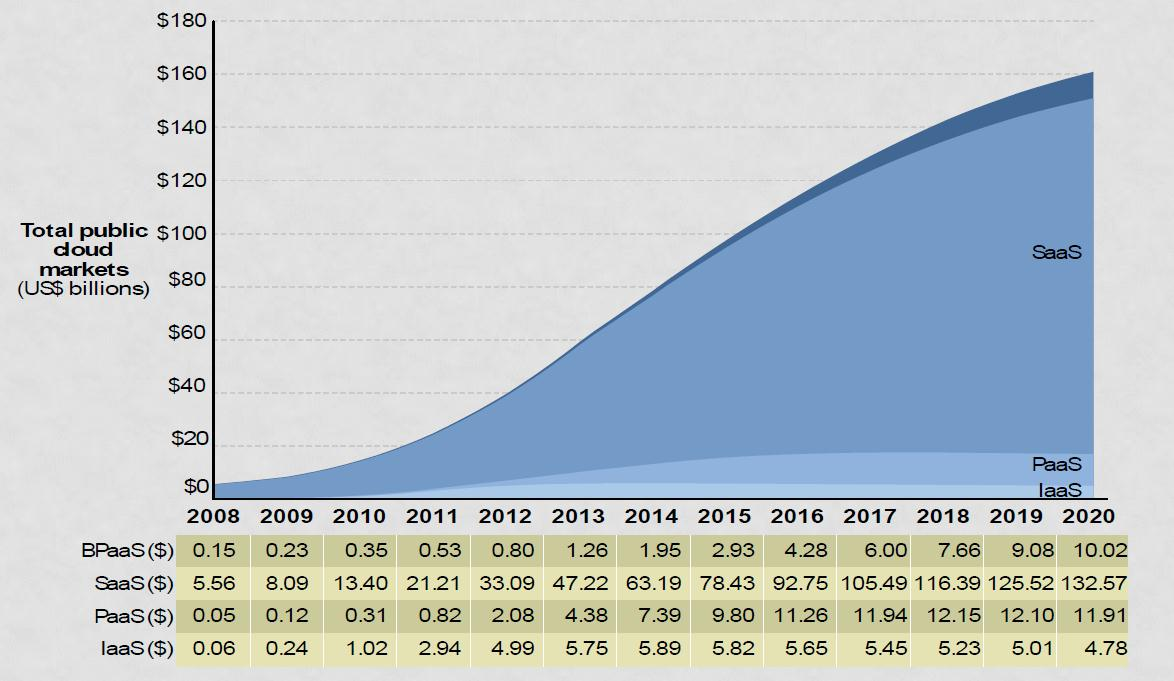 $180
$160
$140
$120
$100
$80
$60
$40
$20
$0
Total public
cloud
markets
(US$ billions)
SaaS
PaaS
IaaS
2008 2009 2010 2011 2012 2013 2014 2015 2016 2017 2018 2019 2020
BPaaS ($) 0.15 0.23 0.35 0.53 0.80 1.26 1.95 2.93 4.28 6.00 7.66 9.08 10.02
SaaS ($) 5.56 8.09 13.40 21.21 33.09 47.22 63.19 78.43 92.75 105.49 116.39 125.52 132.57
PaaS ($) 0.05 0.12 0.31 0.82 2.08 4.38 7.39 9.80 11.26 11.94 12.15 12.10 11.91
IaaS ($) 0.06 0.24 1.02 2.94 4.99 5.75 5.89 5.82 5.65 5.45 5.23 5.01 4.78